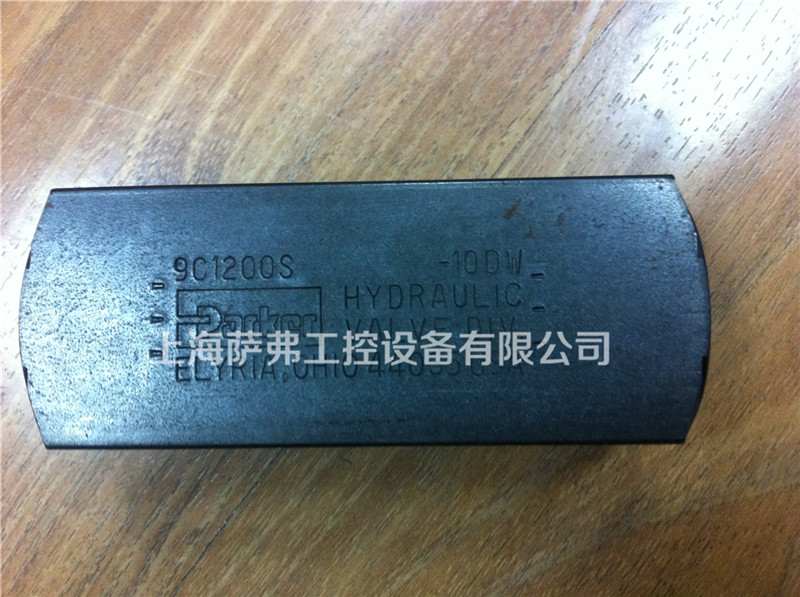 9C1200S -10DW
Parker HYDRAULIC
VALVE DIV.
上海萨弗工控设备有限公司
ELYRIA, OHIO